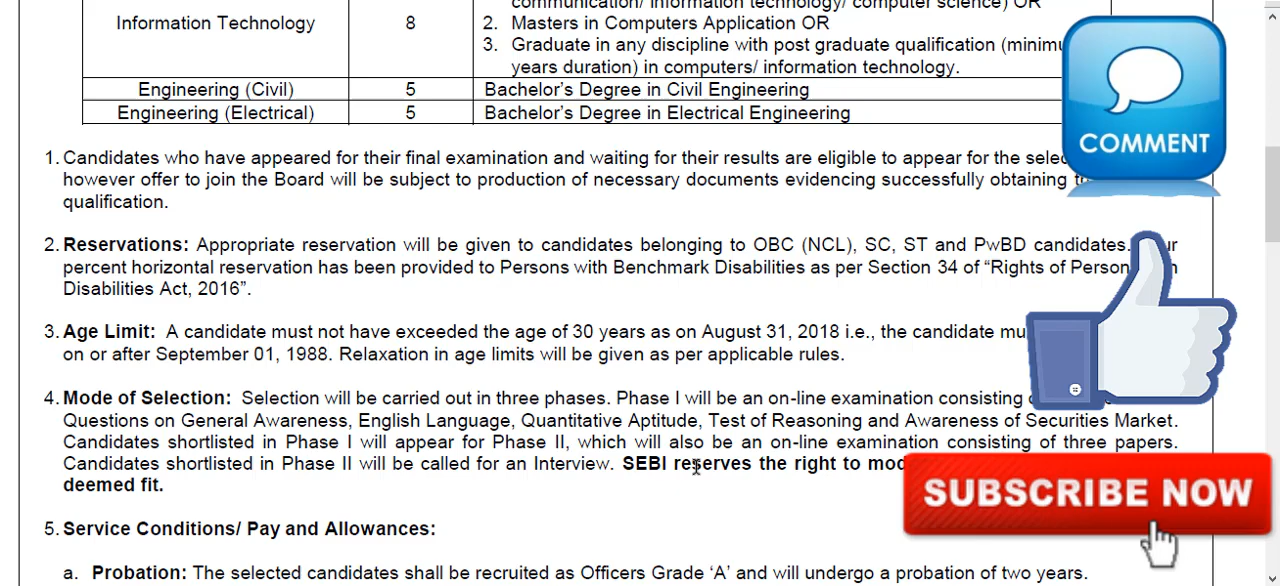 communication/ information technology/ computer science) OR
Information Technology 8 2. Masters in Computers Application OR
3. Graduate in any discipline with post graduate qualification
years duration) in computers/ information technology.
Engineering (Civil) 5 Bachelor's Degree in Civil Engineering
Engineering (Electrical) 5 Bachelor's Degree in Electrical Engineering
COMMENT
1. Candidates who have appeared for their final examination and waiting for their results are eligible to appear for the
however offer to join the Board will be subject to production of necessary documents evidencing successfully obtaining
qualification.
2. Reservations: Appropriate reservation will be given to candidates belonging to OBC (NCL), SC, ST and PwBD candidates.
percent horizontal reservation has been provided to Persons with Benchmark Disabilities as per Section 34 of “Rights of
Disabilities Act, 2016”.
3. Age Limit: A candidate must not have exceeded the age of 30 years as on August 31, 2018 i.e., the candidate
on or after September 01, 1988. Relaxation in age limits will be given as per applicable rules.
4. Mode of Selection: Selection will be carried out in three phases. Phase I will be an on-line examination consisting
Questions on General Awareness, English Language, Quantitative Aptitude, Test of Reasoning and Awareness of Securities Market.
Candidates shortlisted in Phase I will appear for Phase II, which will also be an on-line examination consisting of three papers.
Candidates shortlisted in Phase II will be called for an Interview. SEBI reserves the right to
deemed fit.
SUBSCRIBE NOW
5. Service Conditions/ Pay and Allowances:
a. Probation: The selected candidates shall be recruited as Officers Grade ‘A’ and will undergo a probation of two years.